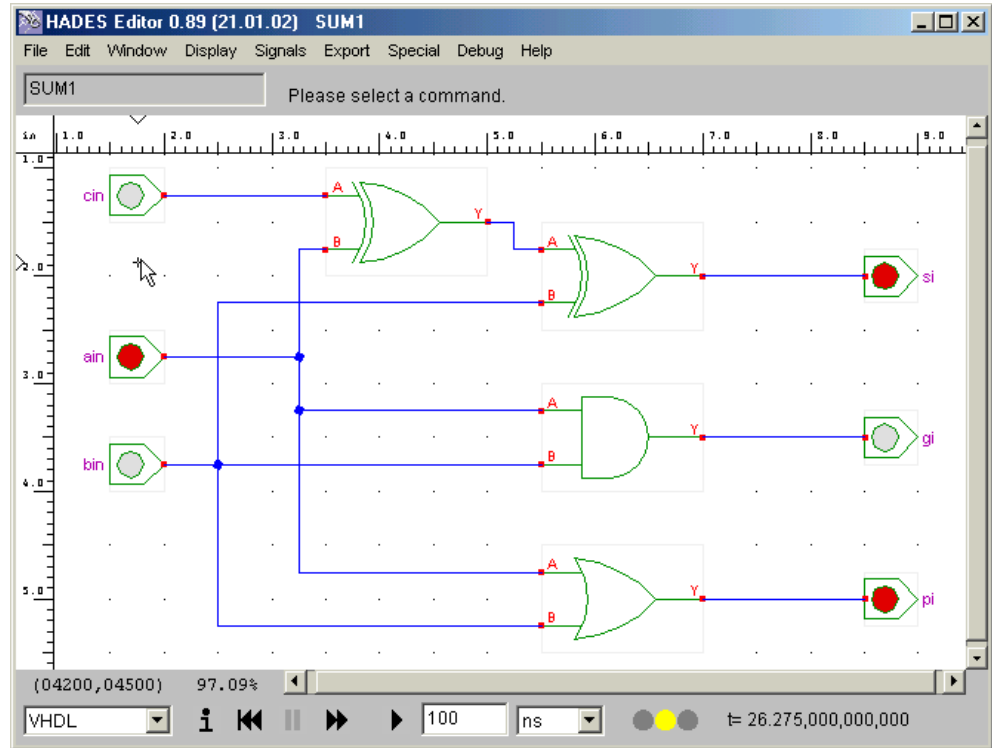 HADES Editor 0.89 (21.01.02) SUM1
File Edit Window Display Signals Export Special Debug Help
SUM1
Please select a command.
in 1.0 2.0 3.0 4.0 5.0 6.0 7.0 8.0 9.0
1.0
cin
A
Y
B
A
2.0
Y
si
B
ain
3.0
A
Y
gi
bin
B
4.0
A
5.0
Y
pi
B
(04200,04500) 97.09%
VHDL i 100 ns t= 26.275,000,000,000